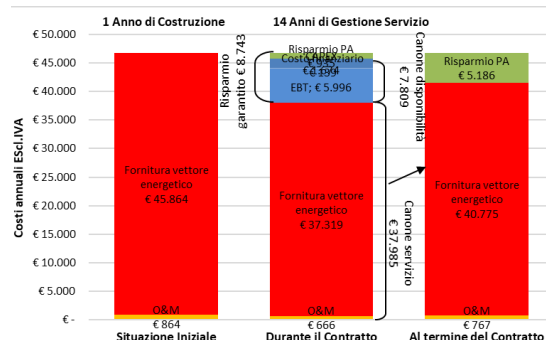 1 Anno di Costruzione
14 Anni di Gestione Servizio
Costi annuali EScl.IVA
€ 50.000
€ 45.000
€ 40.000
€ 35.000
€ 30.000
€ 25.000
€ 20.000
€ 15.000
€ 10.000
€ 5.000
€ -
Fornitura vettore
energetico
€ 45.864
O&M
€ 864
Situazione Iniziale
Risparmio
garantito € 8.743
Risparmio PA
Costo finanziario
EBT; € 5.996
Fornitura vettore
energetico
€ 37.319
O&M
€ 666
Durante il Contratto
Canone disponibilità
€ 7.809
Canone servizio
€ 37.985
Risparmio PA
€ 5.186
Fornitura vettore
energetico
€ 40.775
O&M
€ 767
Al termine del Contratto